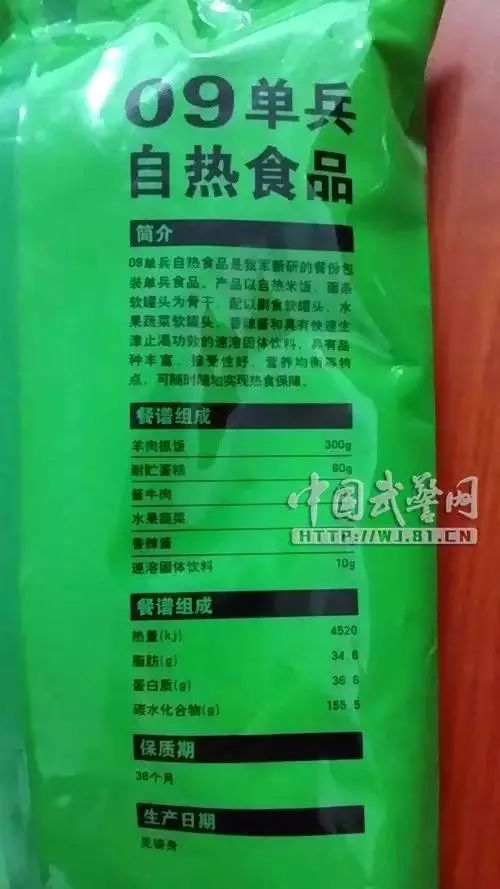 09单兵
自热食品
简介
09单兵自热食品是我军新研的餐份包
装单兵食品。产品以自热米饭、面条
软罐头为骨干，配以副食软罐头、水
果蔬菜软罐头、香辣酱和具有快速生
津止渴功效的速溶固体饮料，具有品
种丰富、接受性好、营养均衡等特
点，可随时随地实现热食保障。
餐谱组成
羊肉抓饭 300g
耐贮蛋糕 60g
酱牛肉
水果蔬菜
香辣酱
速溶固体饮料 10g
中国武警网
HTTP://WJ.81.CN
餐谱组成
热量(kj) 4520
脂肪(g) 34.6
蛋白质(g) 36.6
碳水化合物(g) 155.5
保质期
36个月
生产日期
见袋身